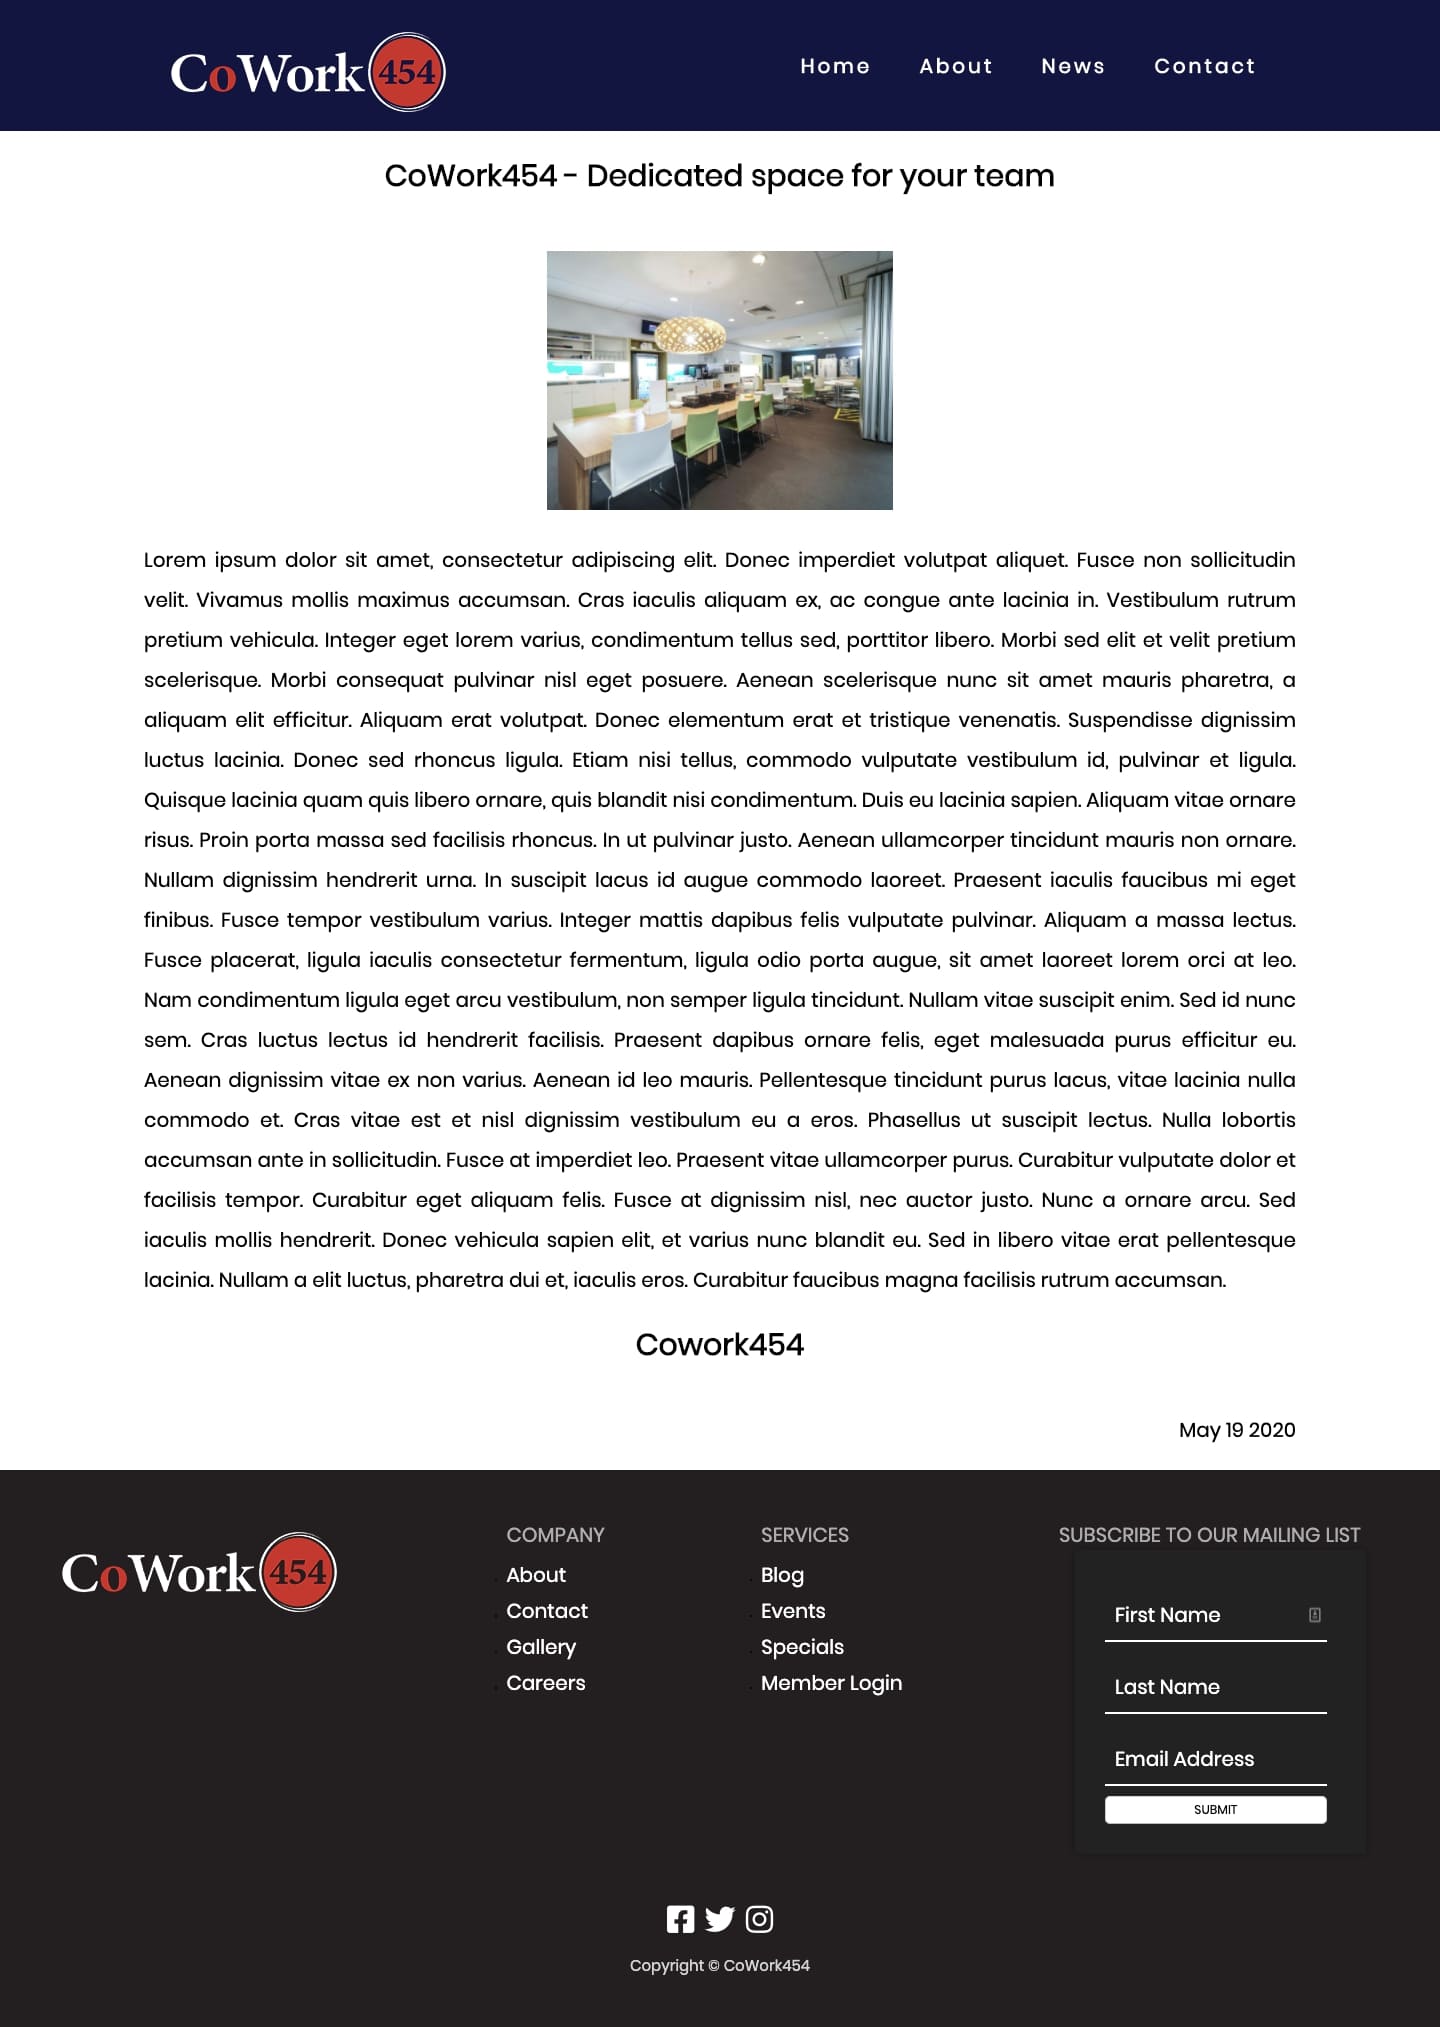 CoWork 454
Home About News Contact
CoWork454 - Dedicated space for your team
Lorem ipsum dolor sit amet, consectetur adipiscing elit. Donec imperdiet volutpat aliquet. Fusce non sollicitudin
velit. Vivamus mollis maximus accumsan. Cras iaculis aliquam ex, ac congue ante lacinia in. Vestibulum rutrum
pretium vehicula. Integer eget lorem varius, condimentum tellus sed, porttitor libero. Morbi sed elit et velit pretium
scelerisque. Morbi consequat pulvinar nisl eget posuere. Aenean scelerisque nunc sit amet mauris pharetra, a
aliquam elit efficitur. Aliquam erat volutpat. Donec elementum erat et tristique venenatis. Suspendisse dignissim
luctus lacinia. Donec sed rhoncus ligula. Etiam nisi tellus, commodo vulputate vestibulum id, pulvinar et ligula.
Quisque lacinia quam quis libero ornare, quis blandit nisi condimentum. Duis eu lacinia sapien. Aliquam vitae ornare
risus. Proin porta massa sed facilisis rhoncus. In ut pulvinar justo. Aenean ullamcorper tincidunt mauris non ornare.
Nullam dignissim hendrerit urna. In suscipit lacus id augue commodo laoreet. Praesent iaculis faucibus mi eget
finibus. Fusce tempor vestibulum varius. Integer mattis dapibus felis vulputate pulvinar. Aliquam a massa lectus.
Fusce placerat, ligula iaculis consectetur fermentum, ligula odio porta augue, sit amet laoreet lorem orci at leo.
Nam condimentum ligula eget arcu vestibulum, non semper ligula tincidunt. Nullam vitae suscipit enim. Sed id nunc
sem. Cras luctus lectus id hendrerit facilisis. Praesent dapibus ornare felis, eget malesuada purus efficitur eu.
Aenean dignissim vitae ex non varius. Aenean id leo mauris. Pellentesque tincidunt purus lacus, vitae lacinia nulla
commodo et. Cras vitae est et nisl dignissim vestibulum eu a eros. Phasellus ut suscipit lectus. Nulla lobortis
accumsan ante in sollicitudin. Fusce at imperdiet leo. Praesent vitae ullamcorper purus. Curabitur vulputate dolor et
facilisis tempor. Curabitur eget aliquam felis. Fusce at dignissim nisl, nec auctor justo. Nunc a ornare arcu. Sed
iaculis mollis hendrerit. Donec vehicula sapien elit, et varius nunc blandit eu. Sed in libero vitae erat pellentesque
lacinia. Nullam a elit luctus, pharetra dui et, iaculis eros. Curabitur faucibus magna facilisis rutrum accumsan.
Cowork454
May 19 2020
CoWork 454
COMPANY
About
Contact
Gallery
Careers
SERVICES
Blog
Events
Specials
Member Login
SUBSCRIBE TO OUR MAILING LIST
First Name
Last Name
Email Address
SUBMIT
Copyright © CoWork454